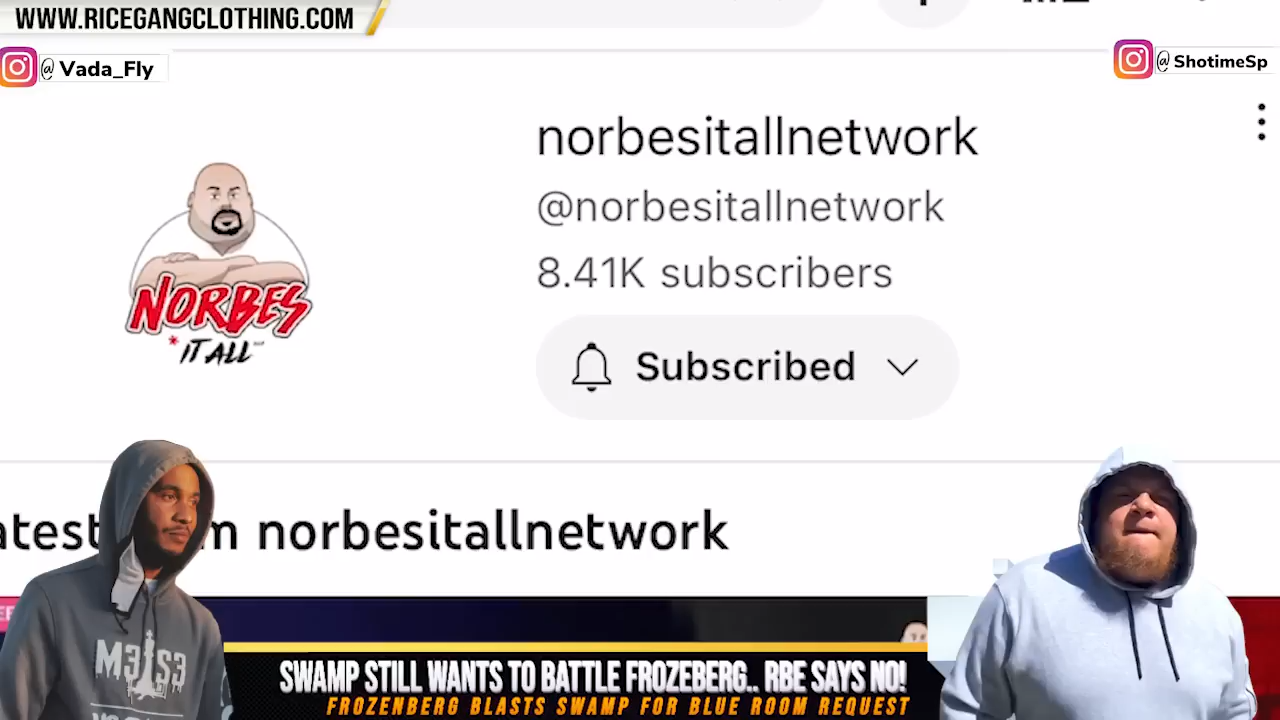 WWW.RICEGANGCLOTHING.COM
@ Vada_Fly
@ ShotimeSp
norbesitallnetwork
@norbesitallnetwork
8.41K subscribers
NORBES
*IT ALL
Subscribed
norbesitallnetwork
M3TS3
SWAMP STILL WANTS TO BATTLE FROZEBERG.. RBE SAYS NO!
FROZENBERG BLASTS SWAMP FOR BLUE ROOM REQUEST